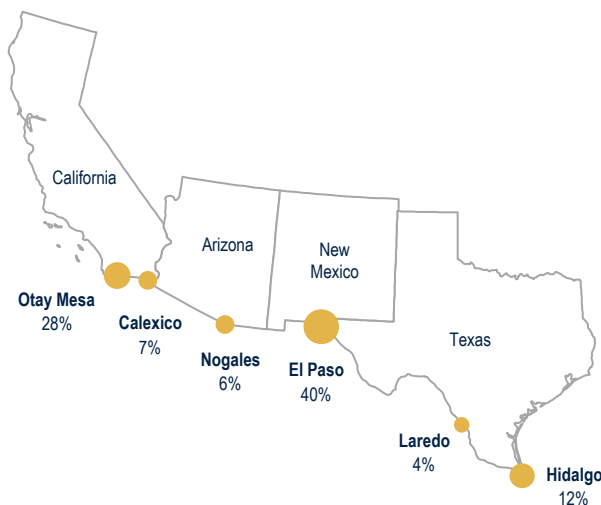 California
Arizona
New
Mexico
Texas
Otay Mesa
28%
Calexico
7%
Nogales
6%
El Paso
40%
Laredo
4%
Hidalgo
12%